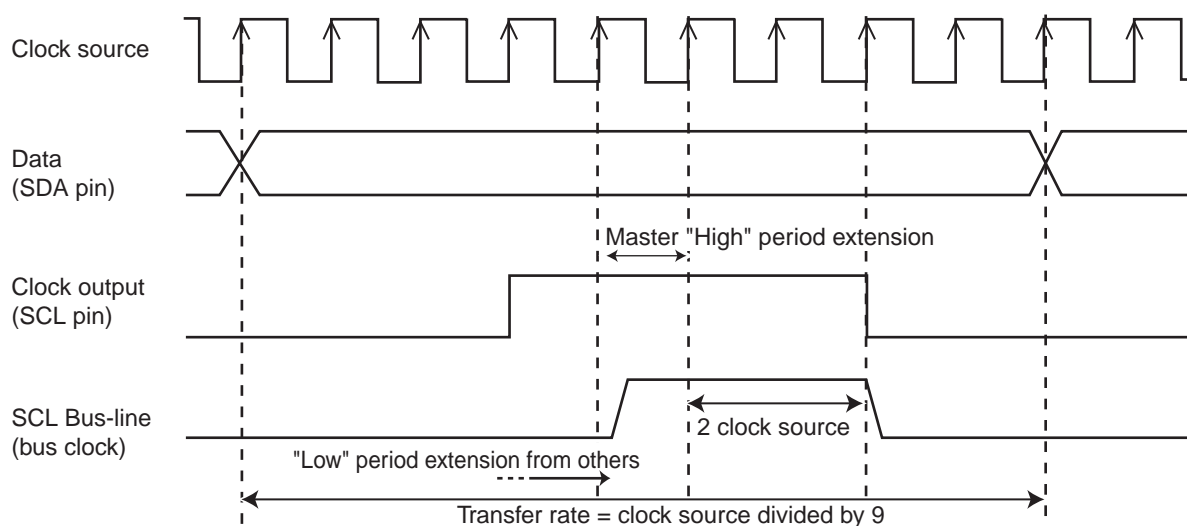 Clock source
Data
(SDA pin)
Master "High" period extension
Clock output
(SCL pin)
SCL Bus-line
(bus clock)
2 clock source
"Low" period extension from others
Transfer rate = clock source divided by 9